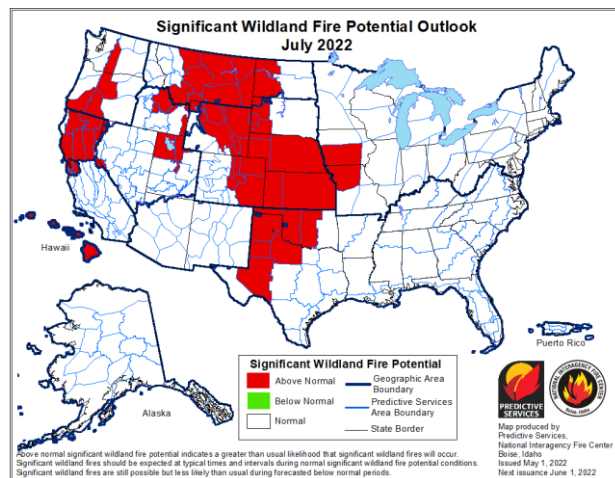 Significant Wildland Fire Potential Outlook
July 2022
Hawaii
Alaska
Puerto Rico
Significant Wildland Fire Potential
Above Normal
Below Normal
Normal
Geographic Area
Boundary
Predictive Services
Area Boundary
State Border
PREDICTIVE
SERVICES
NATIONAL INTERAGENCY FIRE CENTER
Boise, Idaho
Map produced by
Predictive Services,
National Interagency Fire Center
Boise, Idaho
Issued May 1, 2022
Next issuance June 1, 2022
Above normal significant wildland fire potential indicates a greater than usual likelihood that significant wildland fires will occur.
Significant wildland fires should be expected at typical times and intervals during normal significant wildland fire potential conditions.
Significant wildland fires are still possible but less likely than usual during forecasted below normal periods.